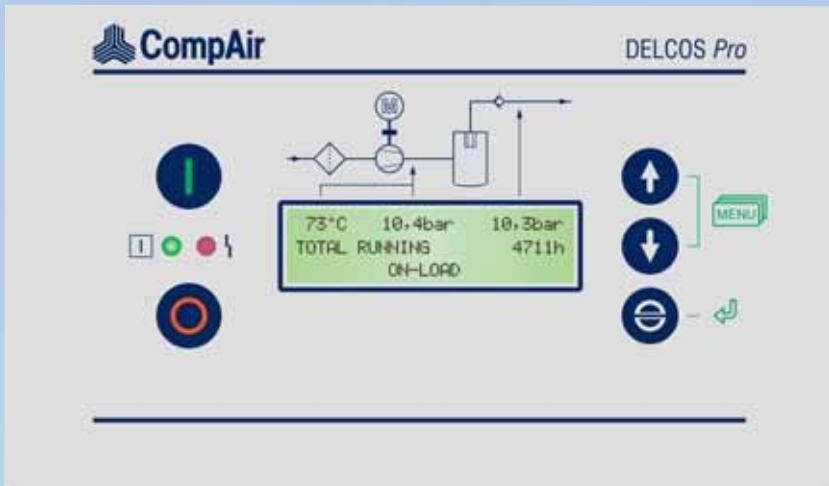 CompAir
DELCOS Pro
M
73°C 10,4bar 10,3bar
TOTAL RUNNING 4711h
ON-LOAD
MENU
I